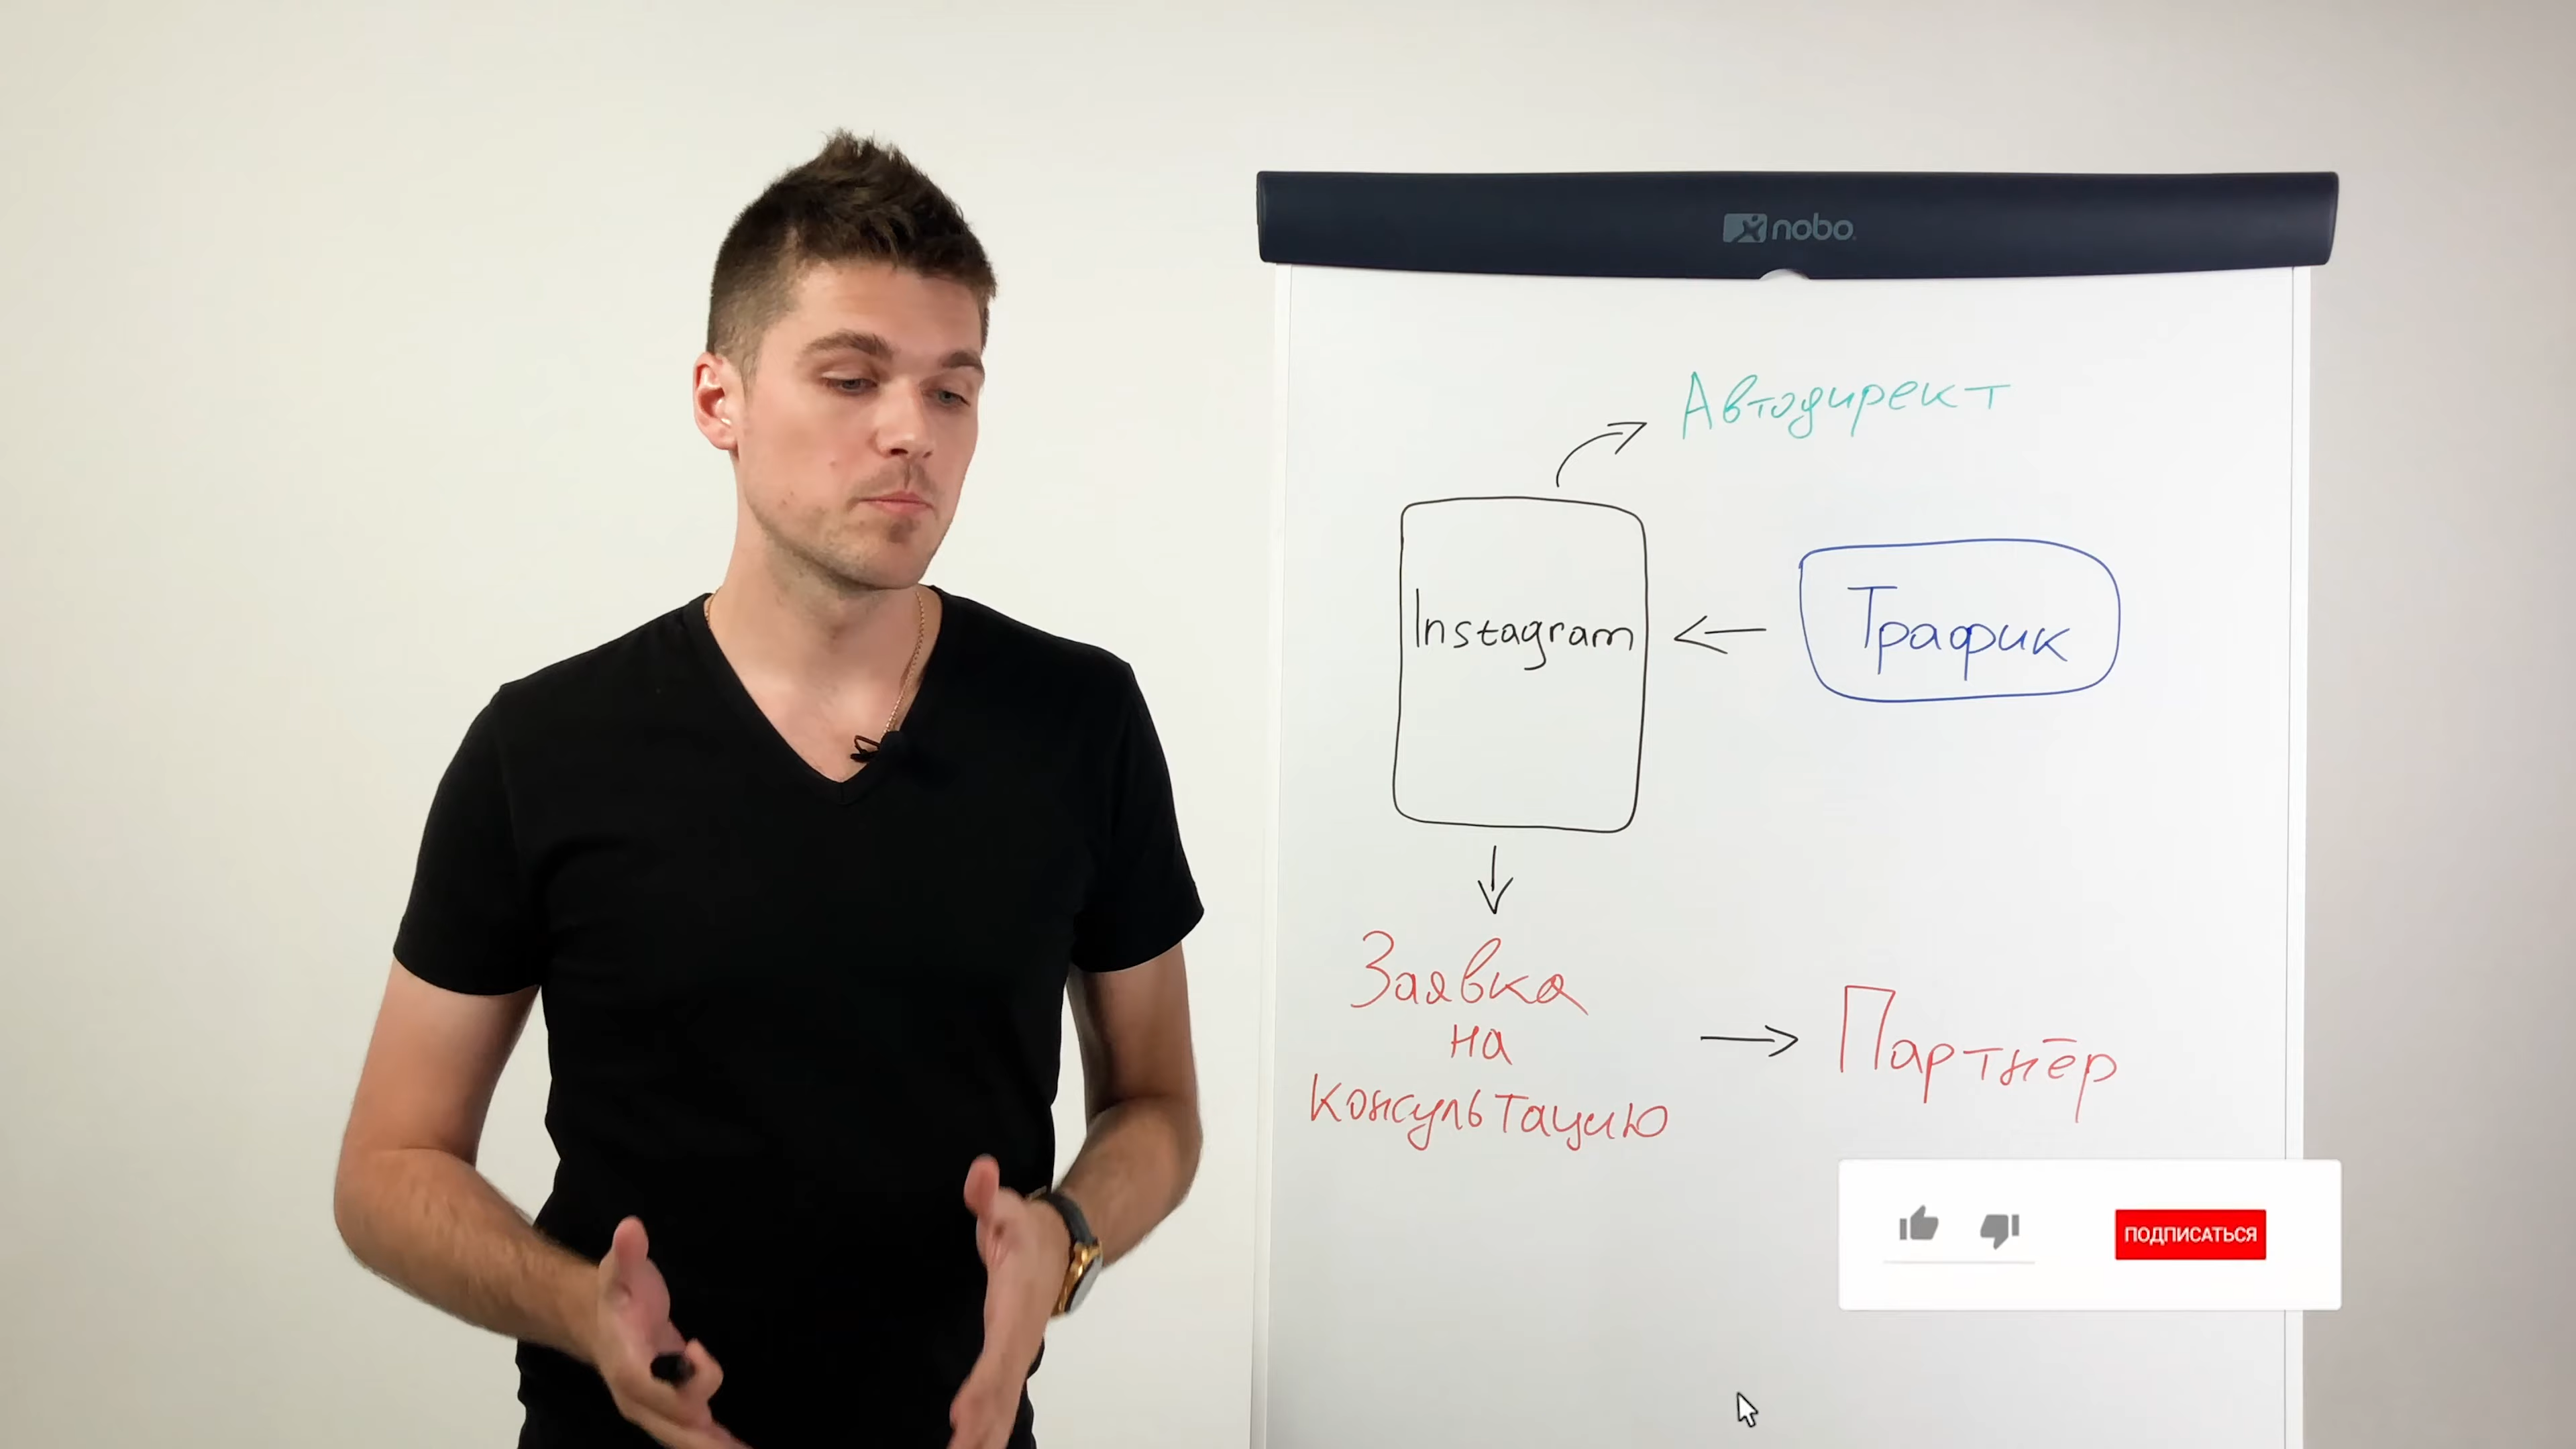 nobo
Автодирект
Instagram
Трафик
Заявка
на
консультацию
Партнёр
ПОДПИСАТЬСЯ